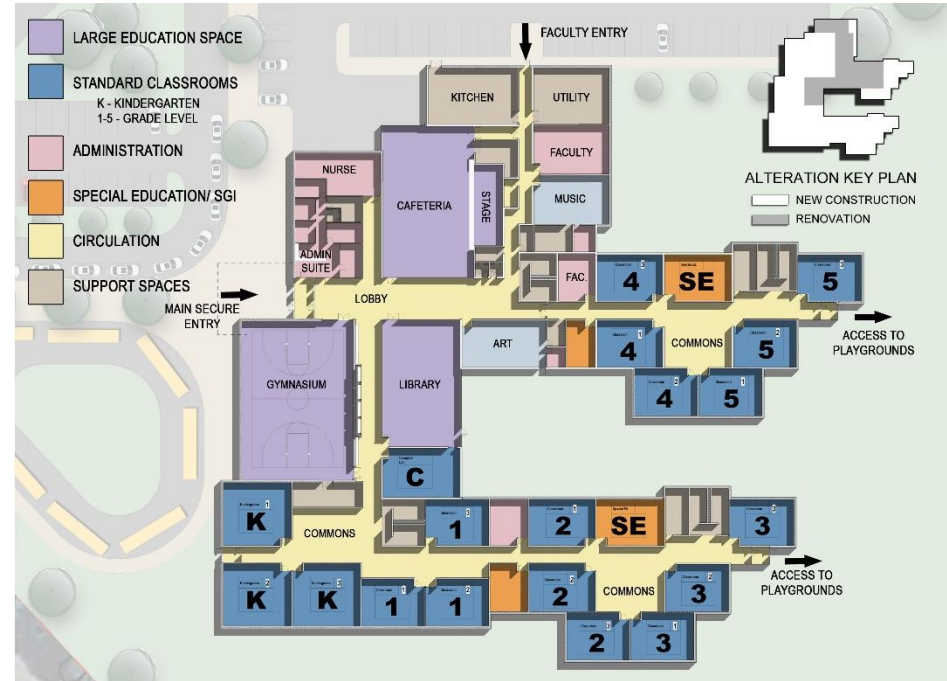 LARGE EDUCATION SPACE
STANDARD CLASSROOMS
K - KINDERGARTEN
1-5 - GRADE LEVEL
ADMINISTRATION
SPECIAL EDUCATION/ SGI
CIRCULATION
SUPPORT SPACES
FACULTY ENTRY
ALTERATION KEY PLAN
NEW CONSTRUCTION
RENOVATION
KITCHEN
UTILITY
FACULTY
NURSE
CAFETERIA
STAGE
MUSIC
ADMIN
SUITE
FAC.
4
SE
5
MAIN SECURE
ENTRY
LOBBY
ACCESS TO
PLAYGROUNDS
GYMNASIUM
LIBRARY
ART
4
COMMONS
5
4
5
C
K
COMMONS
1
2
SE
3
ACCESS TO
PLAYGROUNDS
K
K
1
1
2
COMMONS
3
2
3